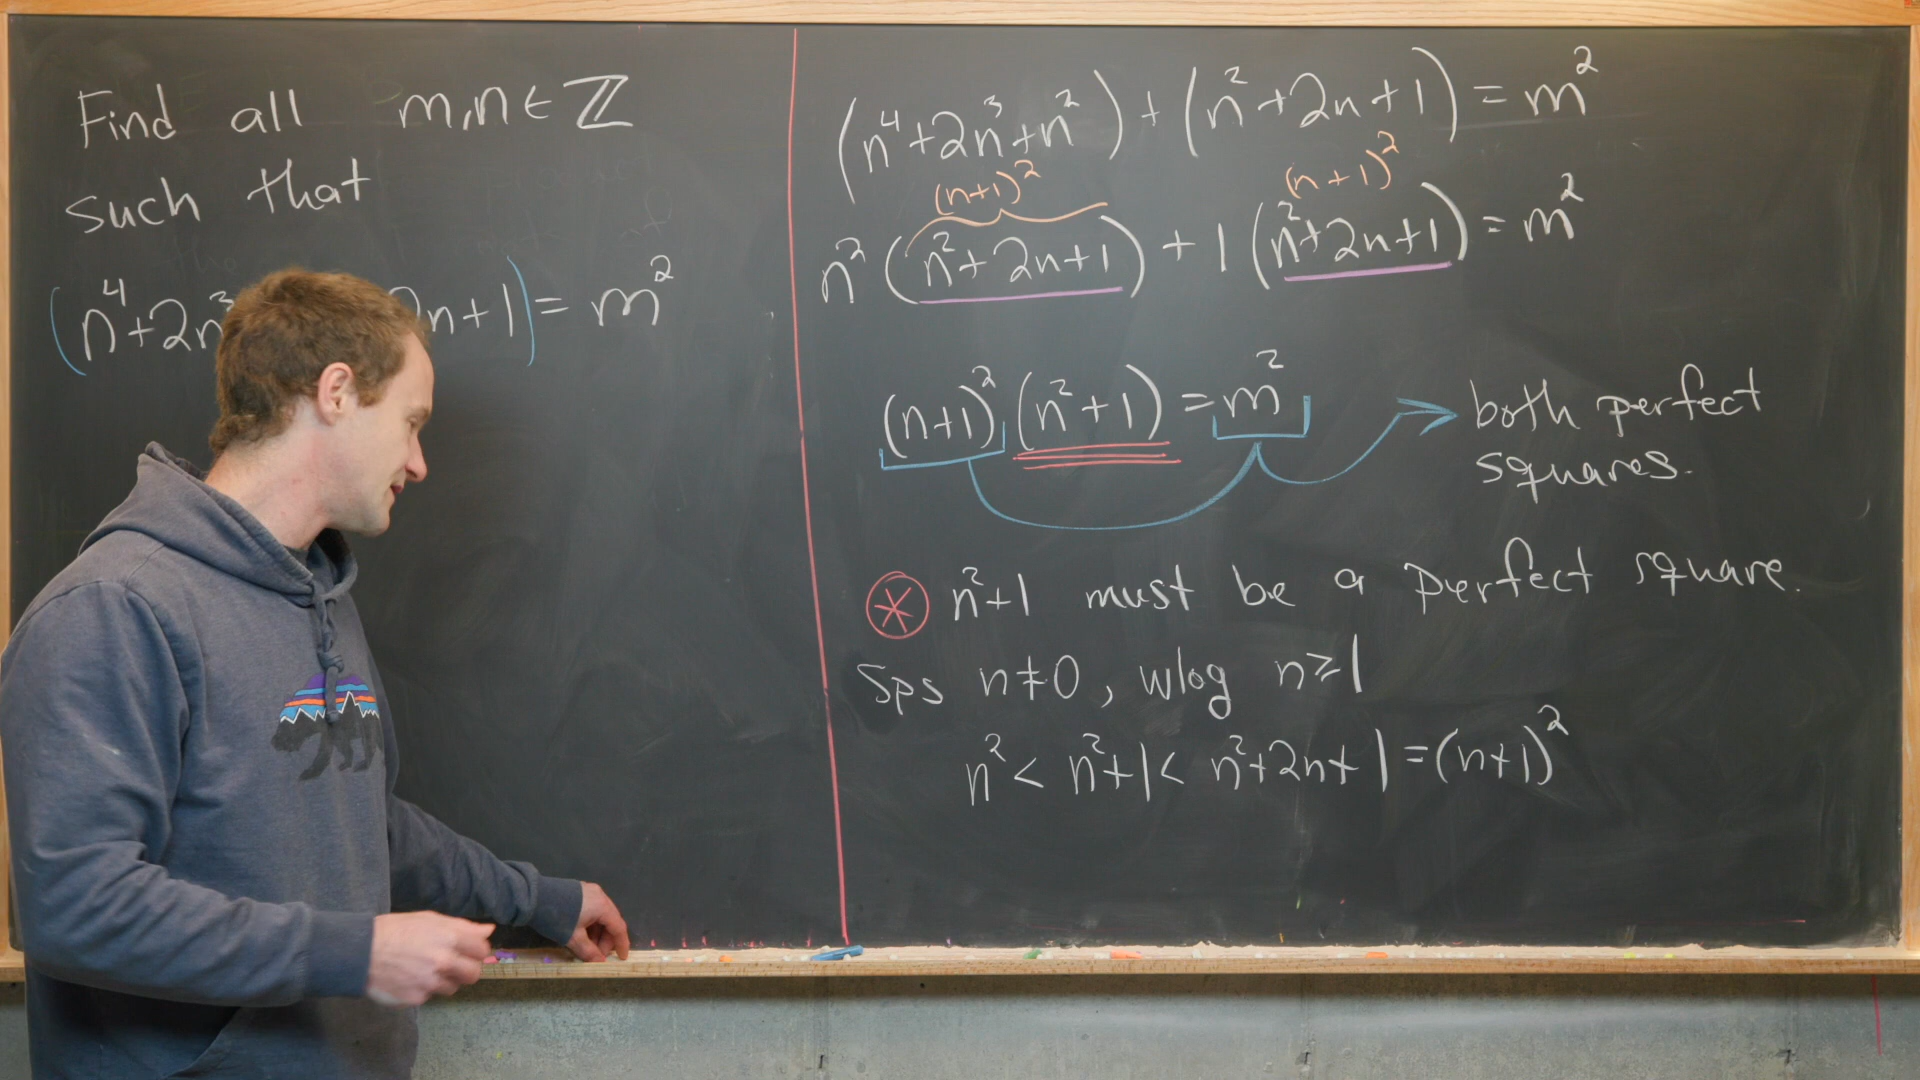 Find all m,n ∈ ℤ
such that
(n⁴+2n³ 2n+1) = m²
(n⁴+2n³+n²) + (n²+2n+1) = m²
(n+1)² (n+1)²
n²(n²+2n+1) + 1(n²+2n+1) = m²
(n+1)²(n²+1) = m² both perfect
squares.
⊛ n²+1 must be a perfect square.
Sps n≠0, wlog n≥1
n² < n²+1 < n²+2n+1 = (n+1)²